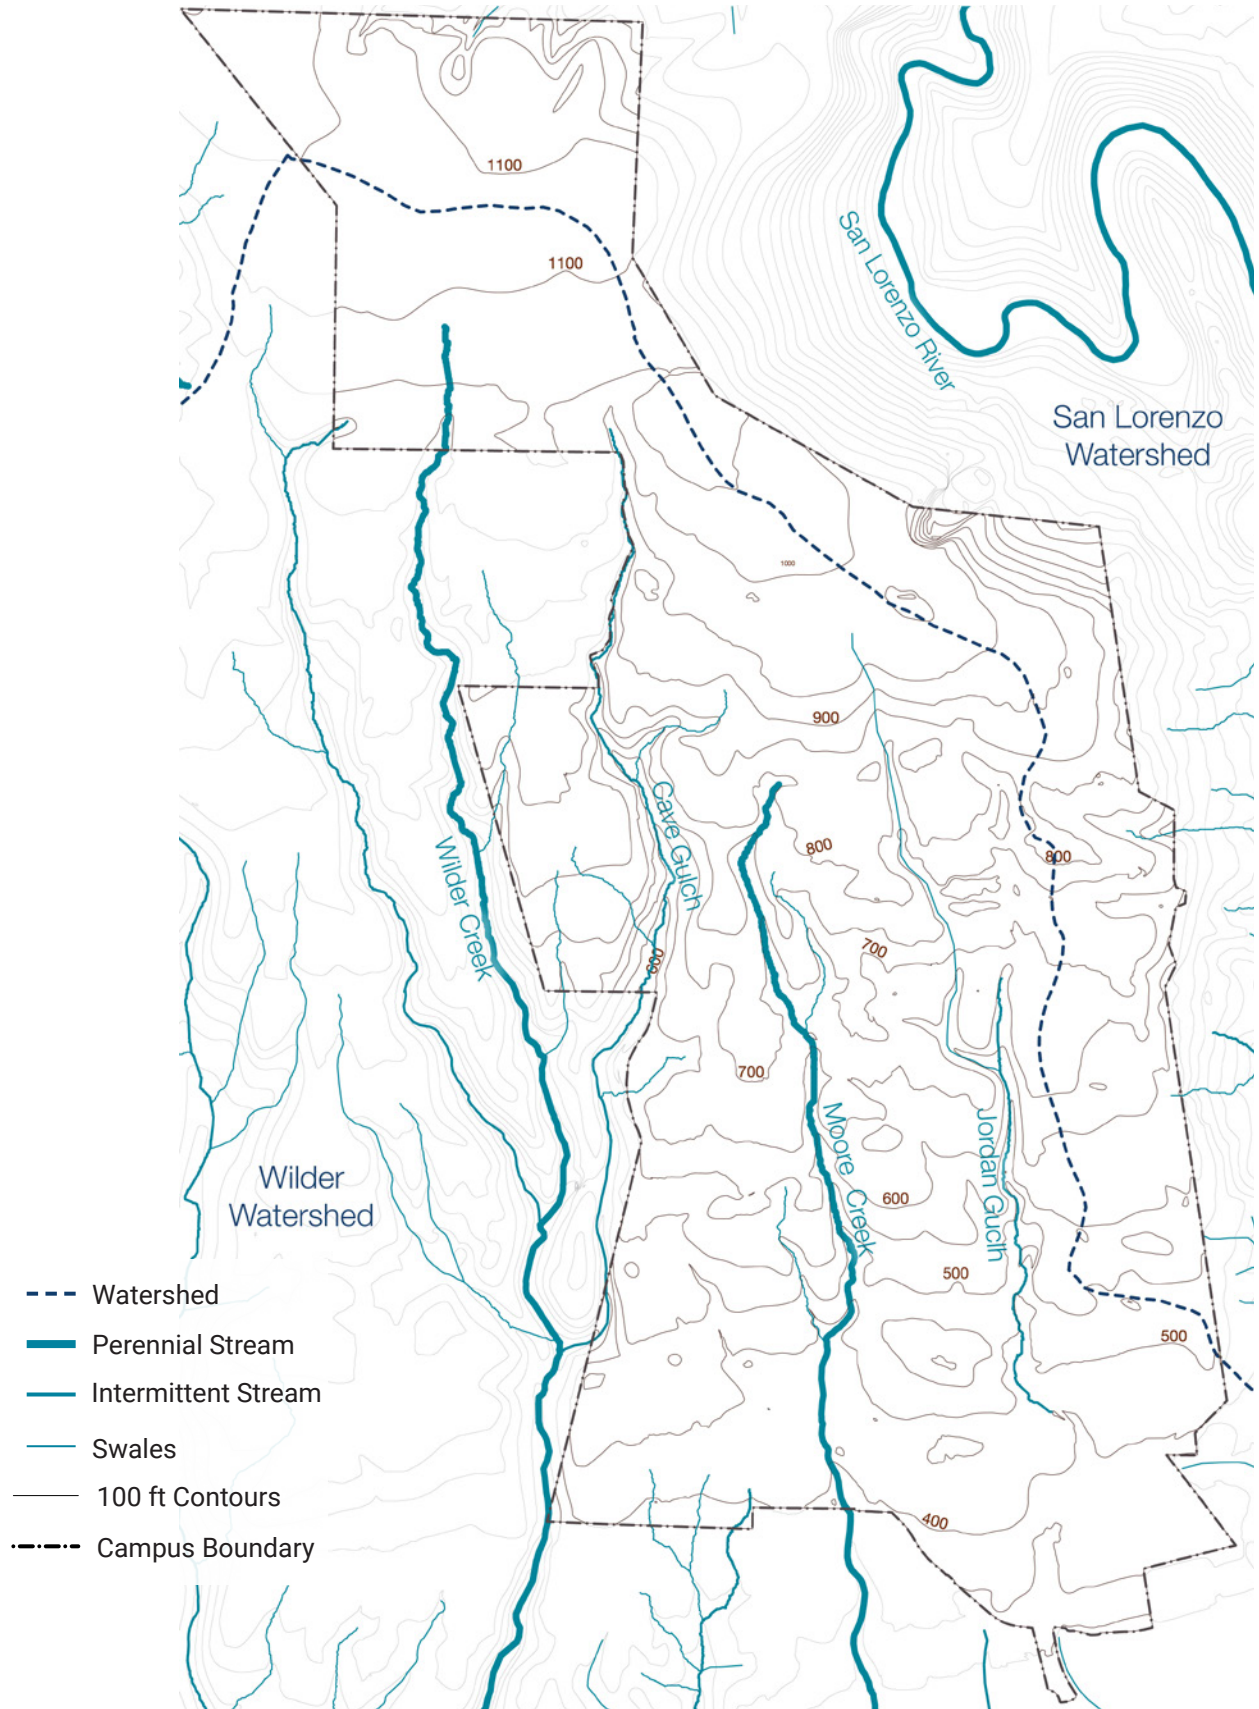 1100
1100
San Lorenzo River
San Lorenzo
Watershed
1000
900
Cave Gulch
800
800
Wilder Creek
700
600
700
Moore Creek
Jordan Guclh
Wilder
Watershed
600
500
500
400
Watershed
Perennial Stream
Intermittent Stream
Swales
100 ft Contours
Campus Boundary